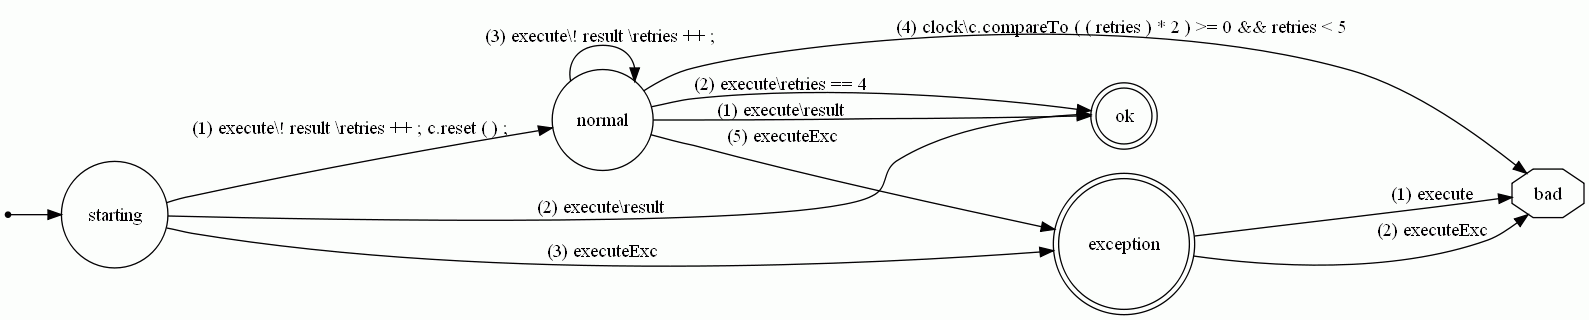 (4) clock\c.compareTo ( ( retries ) * 2 ) >= 0 && retries < 5
(3) execute\! result \retries ++ ;
(2) execute\retries == 4
(1) execute\result
normal
ok
(1) execute\! result \retries ++ ; c.reset ( ) ;
(5) executeExc
(1) execute
bad
(2) execute\result
starting
(2) executeExc
exception
(3) executeExc